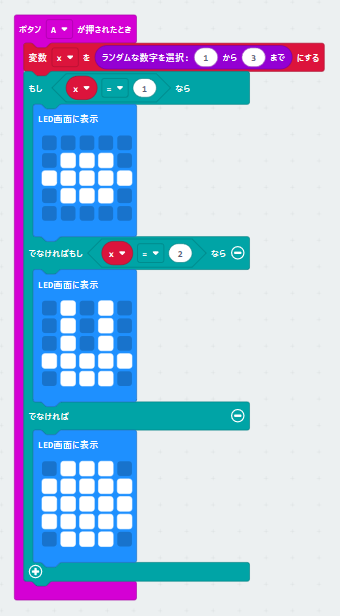 ボタン A が押されたとき
変数 x を ランダムな数字を選択： 1 から 3 まで にする
もし x = 1 なら
LED画面に表示
でなければもし x = 2 なら
LED画面に表示
でなければ
LED画面に表示